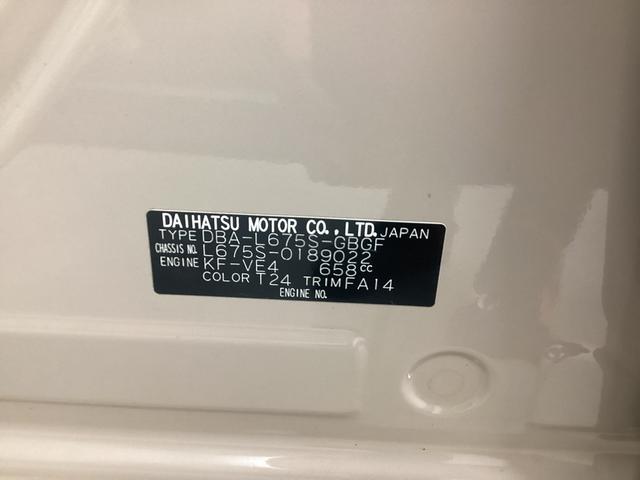 DAIHATSU MOTOR CO., LTD. JAPAN
TYPE DBA-L675S-GBGF
CHASSIS NO. L675S-0189022
ENGINE KF-VE4 658cc
COLOR T24 TRIM FA14
ENGINE NO.